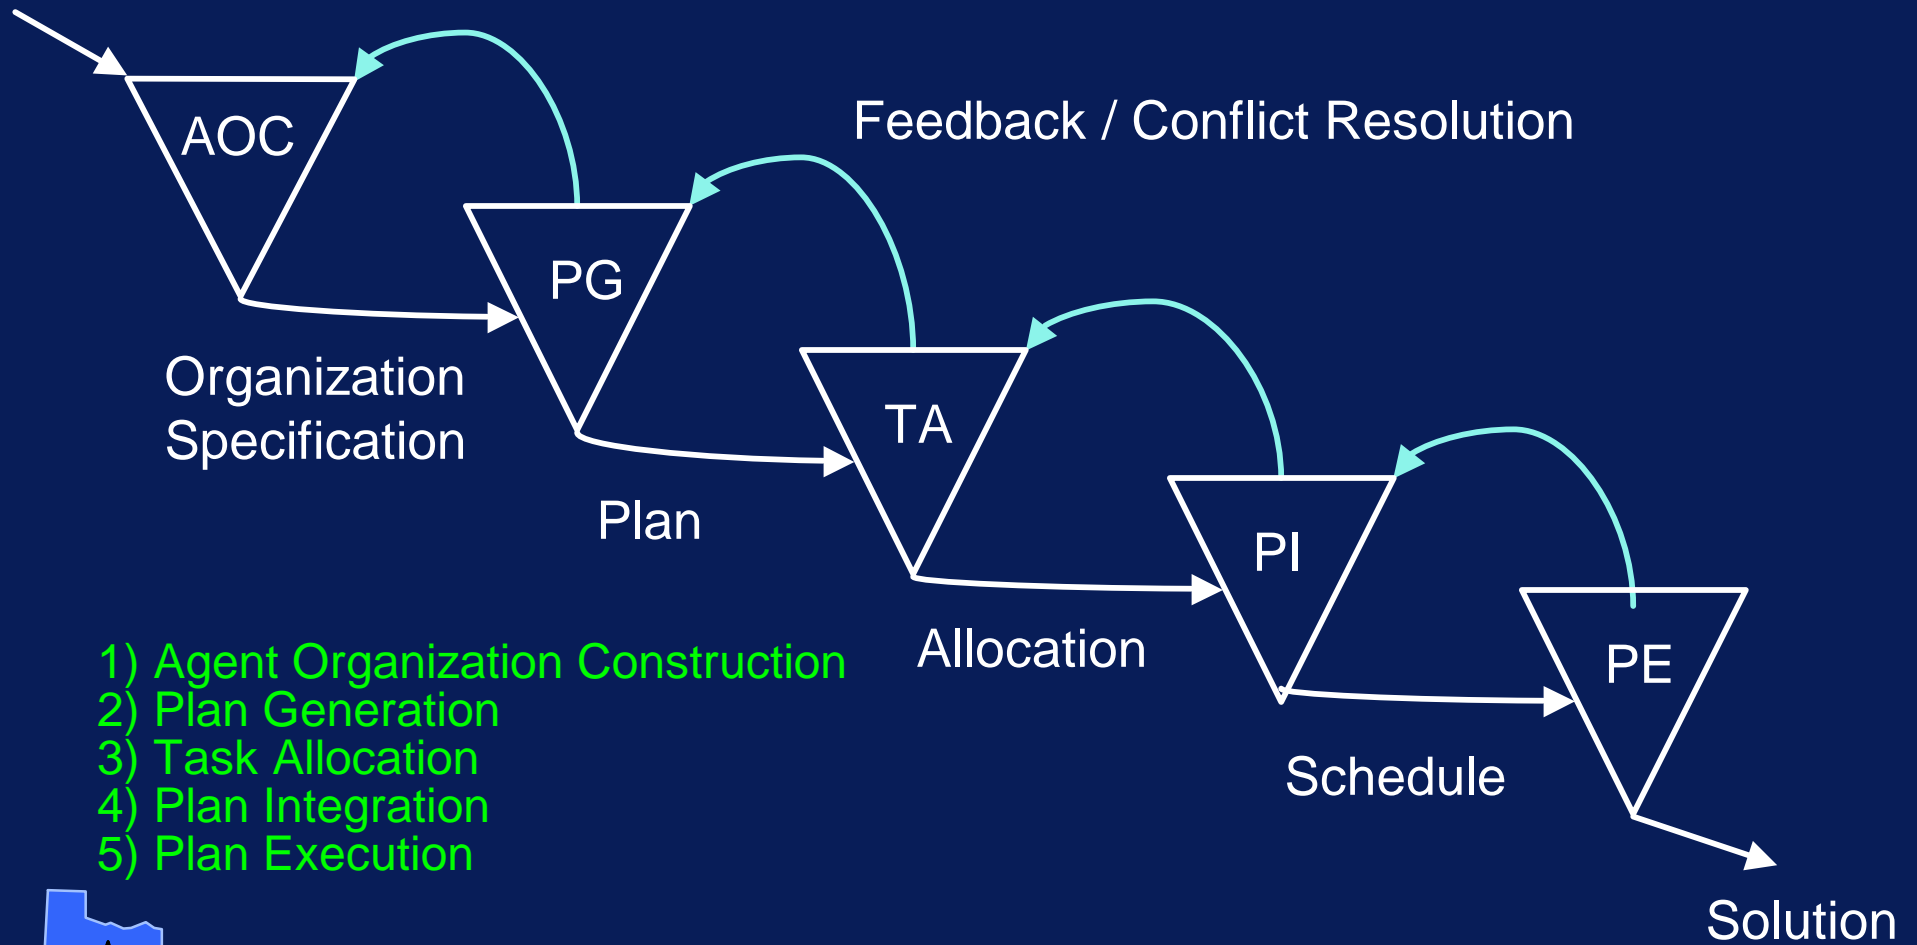 AOC
Feedback / Conflict Resolution
PG
Organization
Specification
TA
Plan
PI
Allocation
PE
Schedule
1) Agent Organization Construction
2) Plan Generation
3) Task Allocation
4) Plan Integration
5) Plan Execution
Solution